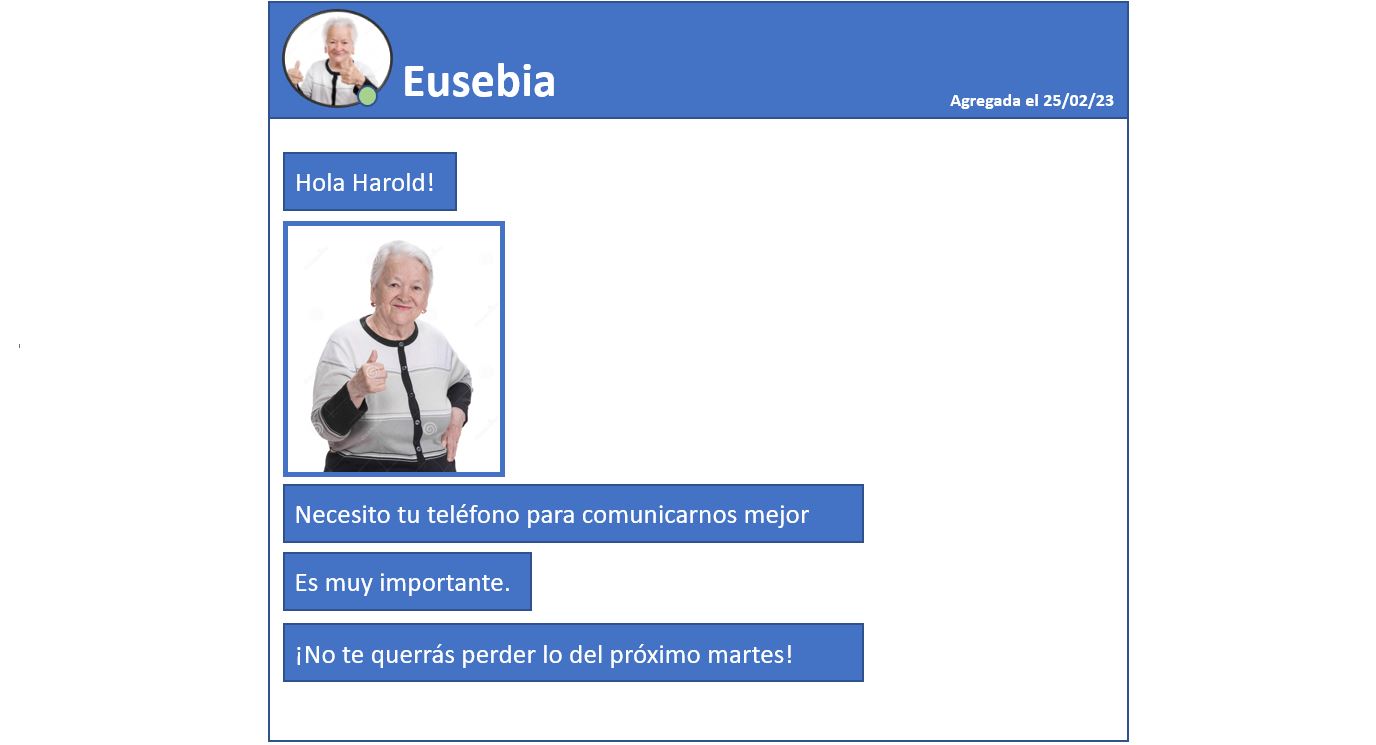 Eusebia
Agregada el 25/02/23
Hola Harold!
Necesito tu teléfono para comunicarnos mejor
Es muy importante.
¡No te querrás perder lo del próximo martes!